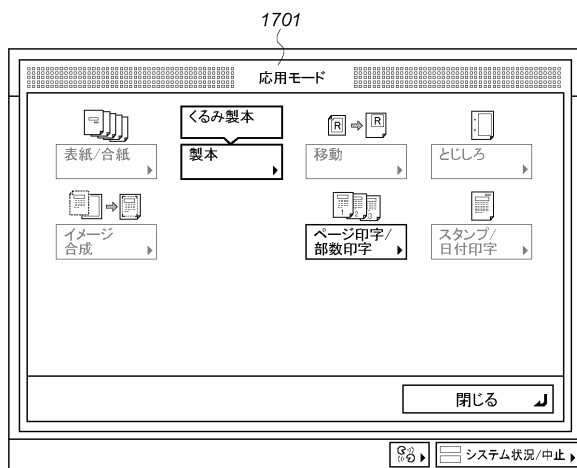 1701
応用モード
くるみ製本
表紙/合紙
製本
移動
とじしろ
イメージ
合成
ページ印字/
部数印字
スタンプ/
日付印字
閉じる
システム状況/中止